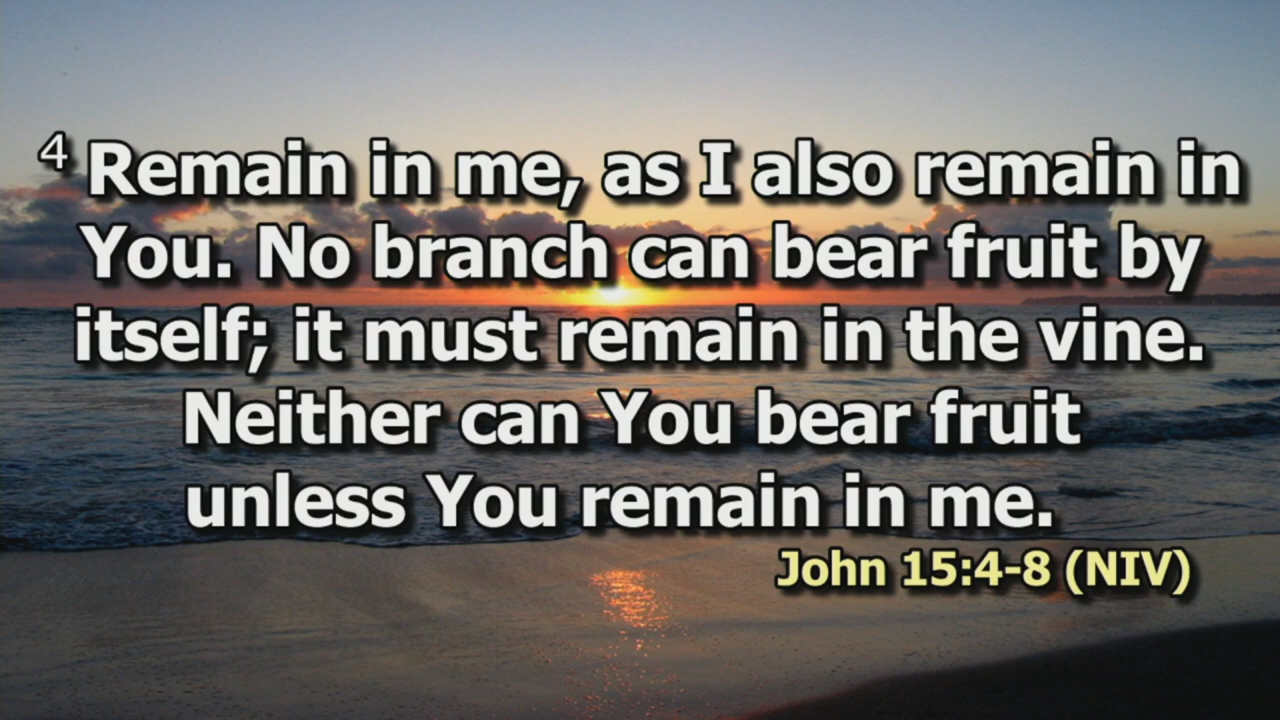 4 Remain in me, as I also remain in
You. No branch can bear fruit by
itself; it must remain in the vine.
Neither can You bear fruit
unless You remain in me.
John 15:4-8 (NIV)